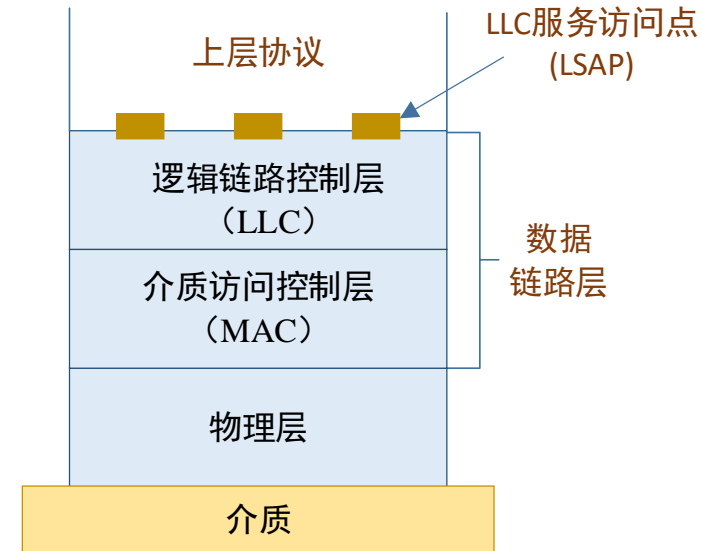 上层协议
LLC服务访问点
(LSAP)
逻辑链路控制层
（LLC）
介质访问控制层
（MAC）
数据
链路层
物理层
介质